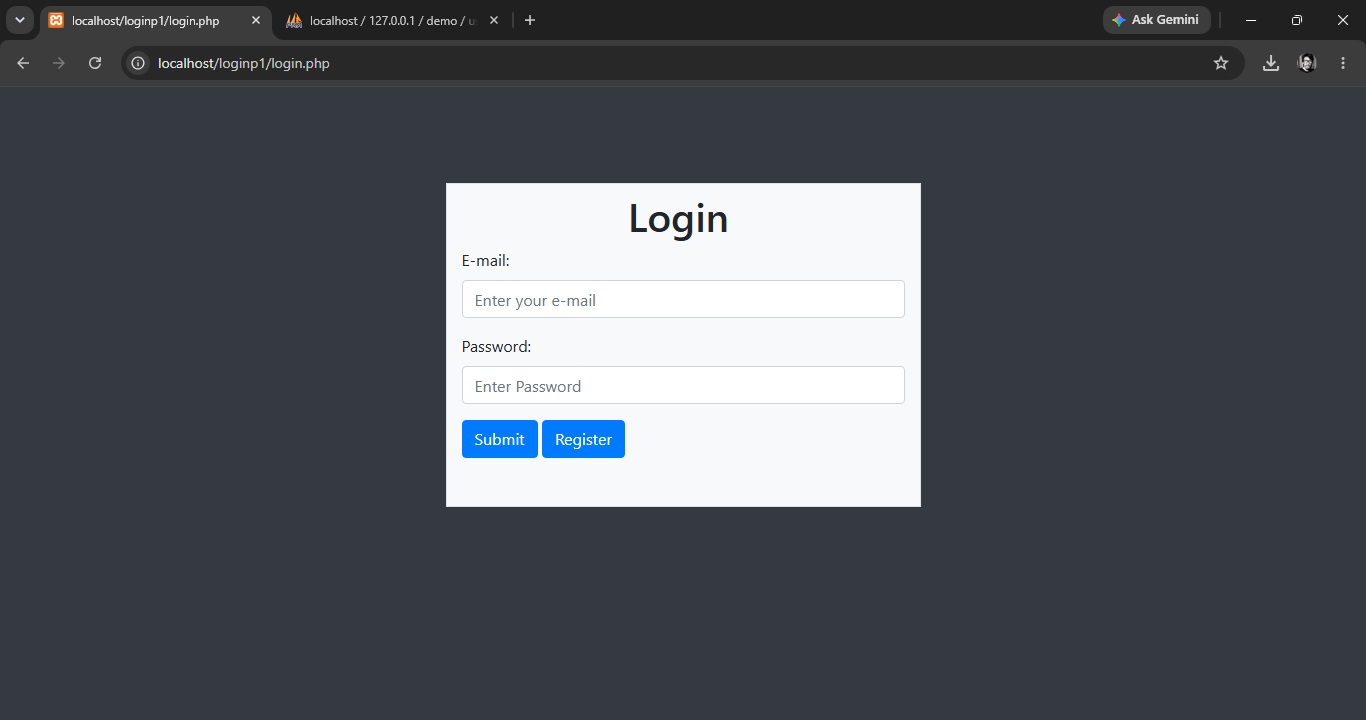 localhost/loginp1/login.php
localhost / 127.0.0.1 / demo /
Ask Gemini
localhost/loginp1/login.php
Login
E-mail:
Enter your e-mail
Password:
Enter Password
Submit Register